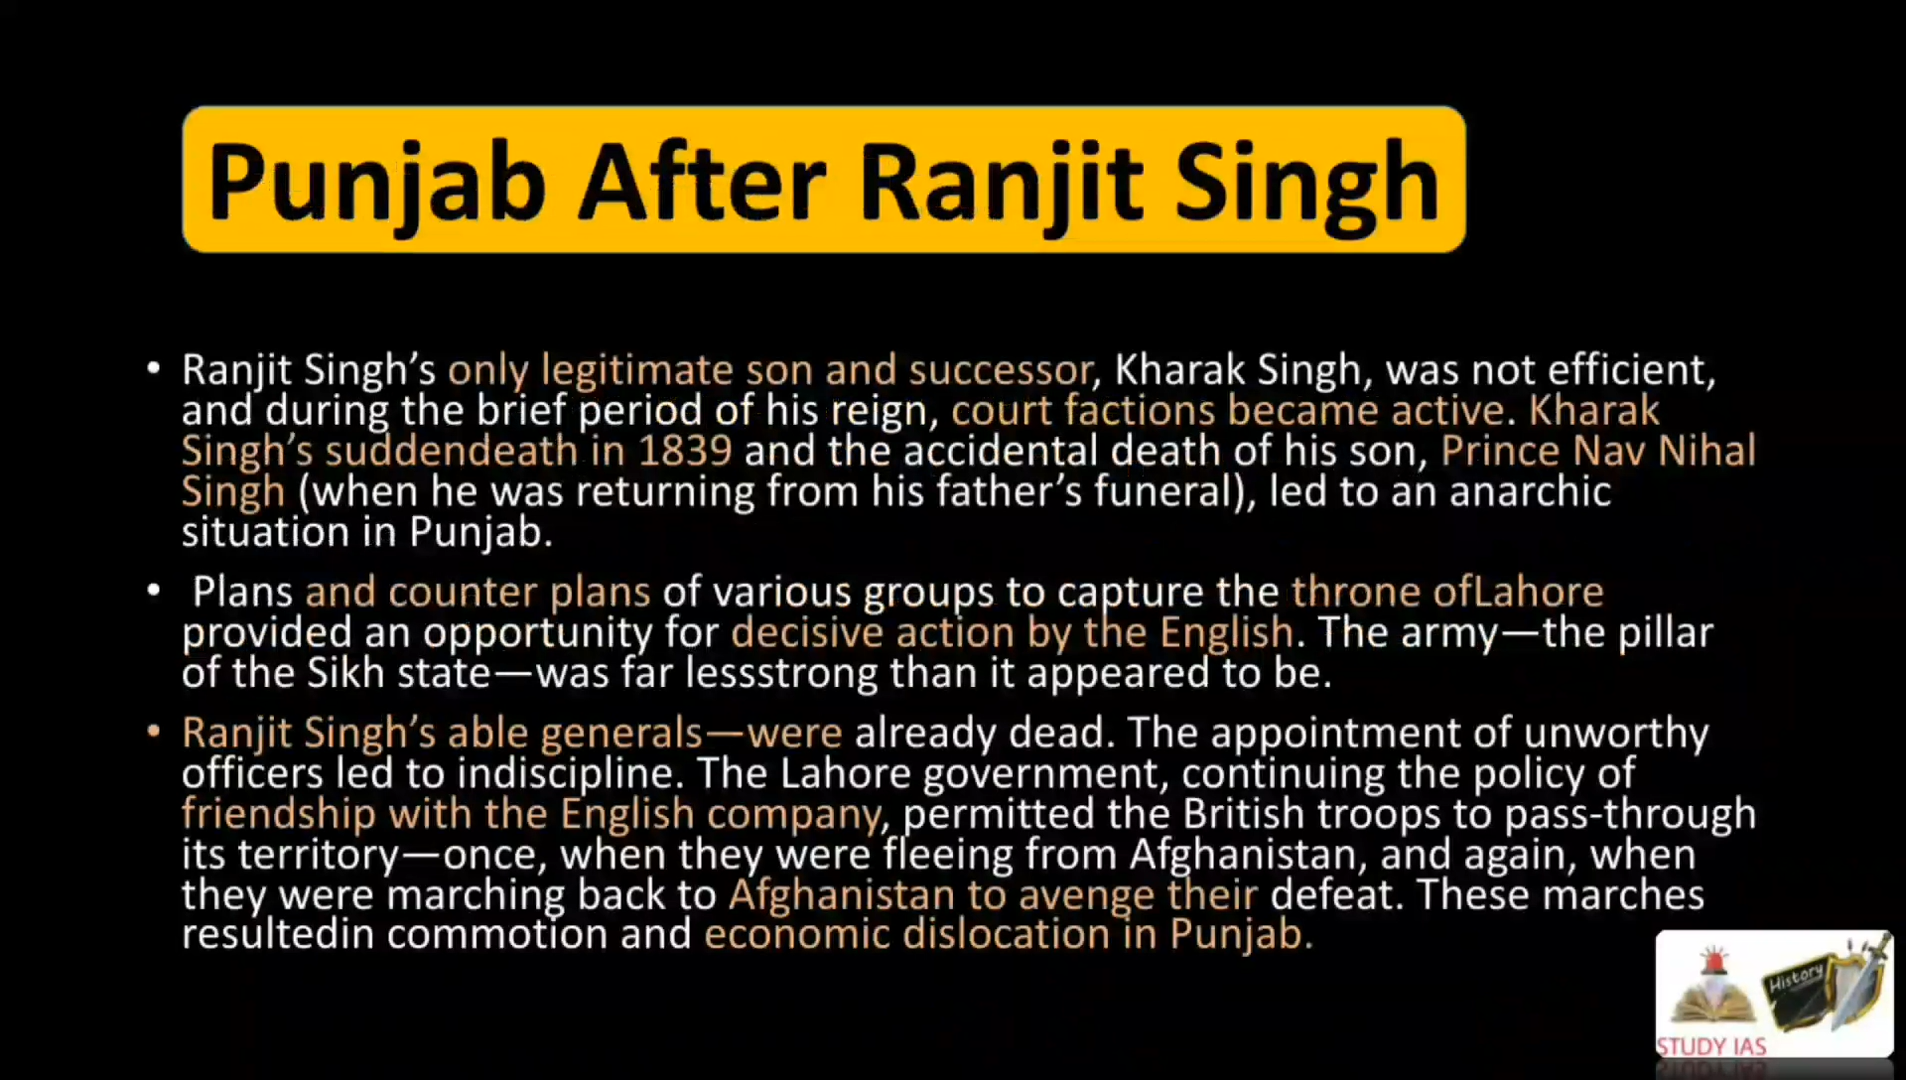 Punjab After Ranjit Singh
• Ranjit Singh’s only legitimate son and successor, Kharak Singh, was not efficient,
and during the brief period of his reign, court factions became active. Kharak
Singh’s suddendeath in 1839 and the accidental death of his son, Prince Nav Nihal
Singh (when he was returning from his father’s funeral), led to an anarchic
situation in Punjab.
• Plans and counter plans of various groups to capture the throne ofLahore
provided an opportunity for decisive action by the English. The army—the pillar
of the Sikh state—was far lessstrong than it appeared to be.
• Ranjit Singh’s able generals—were already dead. The appointment of unworthy
officers led to indiscipline. The Lahore government, continuing the policy of
friendship with the English company, permitted the British troops to pass-through
its territory—once, when they were fleeing from Afghanistan, and again, when
they were marching back to Afghanistan to avenge their defeat. These marches
resultedin commotion and economic dislocation in Punjab.
History
STUDY IAS